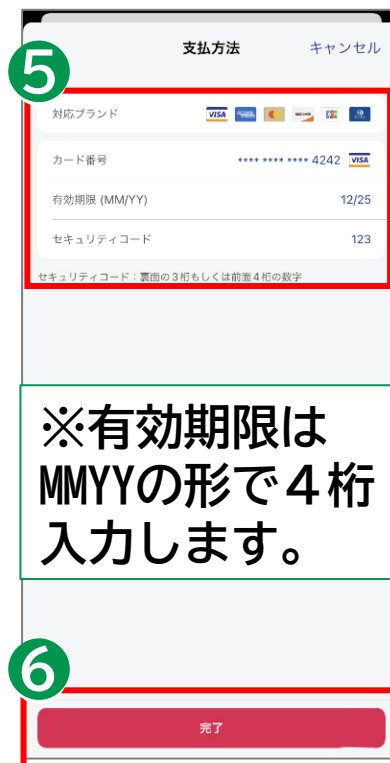 支払方法 キャンセル
5
対応ブランド VISA
カード番号 **** **** **** 4242 VISA
有効期限 (MM/YY) 12/25
セキュリティコード 123
セキュリティコード：裏面の3桁もしくは前面4桁の数字
※有効期限は
MMYYの形で４桁
入力します。
6
完了